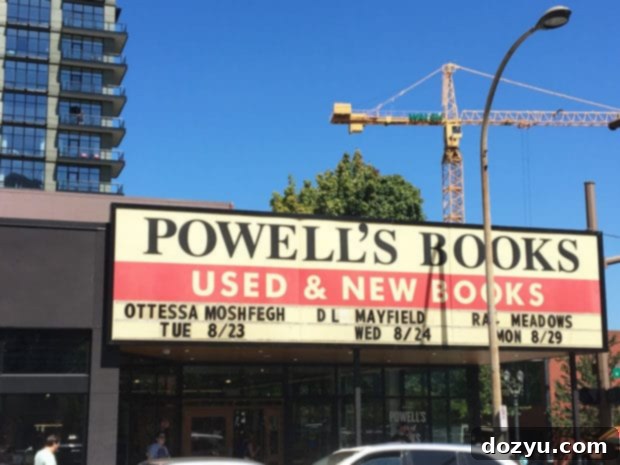 POWELL'S BOOKS
USED & NEW BOOKS
OTTESSA MOSHFEGH D L MAYFIELD MEADOWS
TUE 8/23 WED 8/24 MON 8/29
POWELL'S
dozyu.com